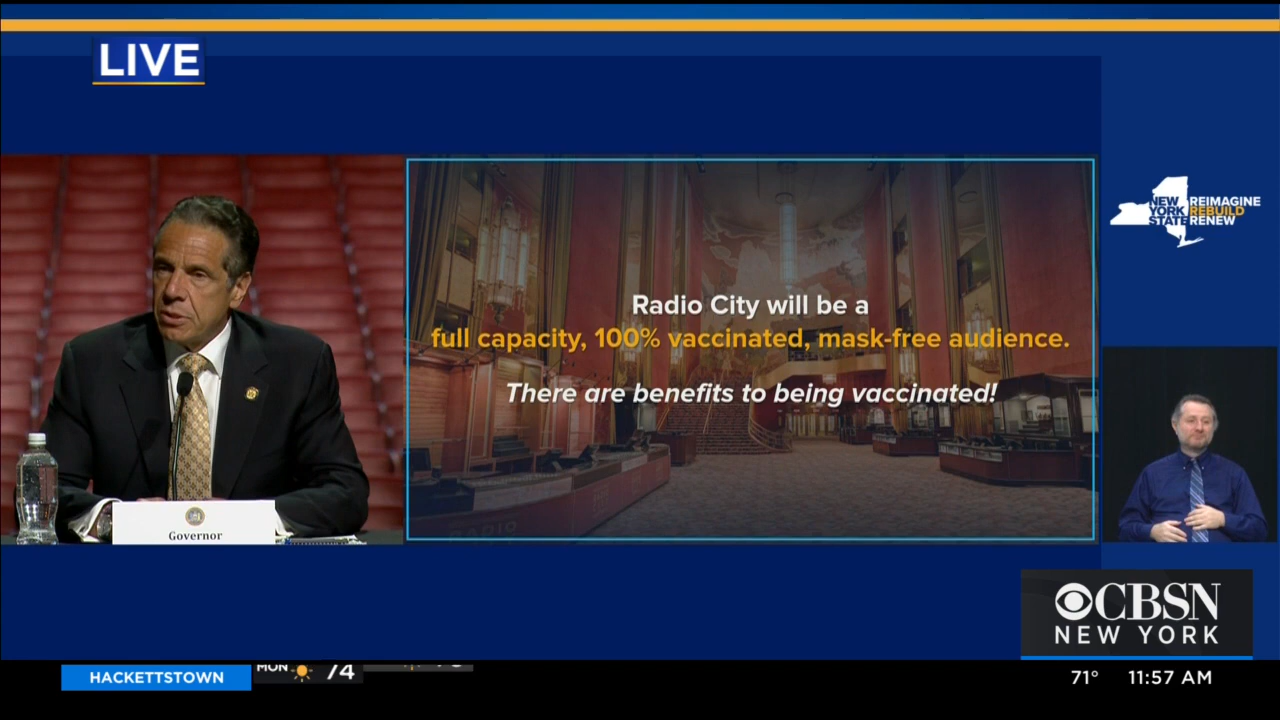 LIVE
NEW
YORK
STATE
REIMAGINE
REBUILD
RENEW
Radio City will be a
full capacity, 100% vaccinated, mask-free audience.
There are benefits to being vaccinated!
Governor
CBSN
NEW YORK
HACKETTSTOWN
MON
74
71°
11:57 AM